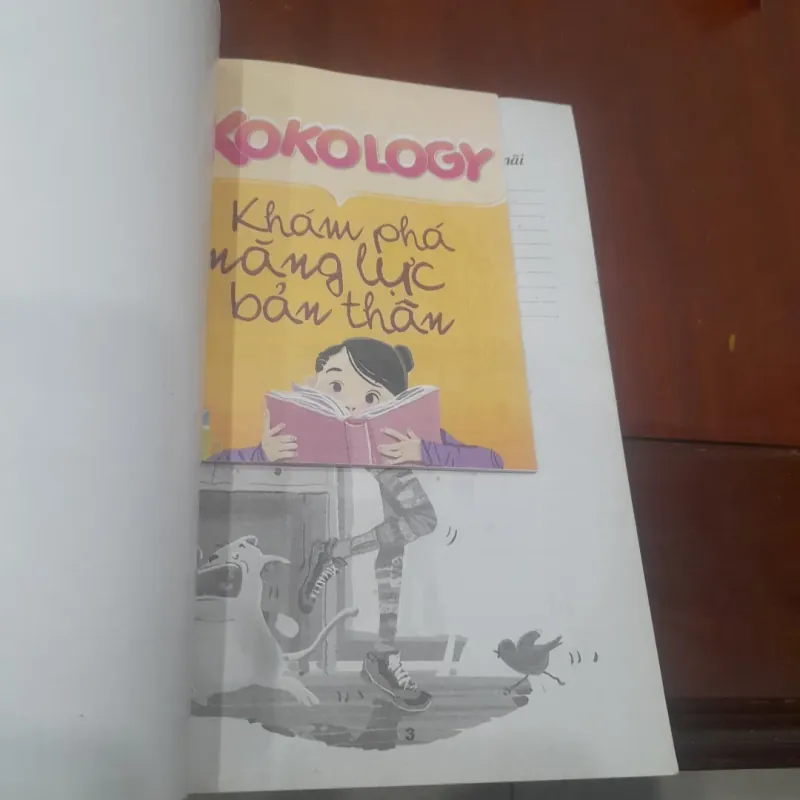 KOKOLOGY
Khám phá
năng lực
bản thân
3